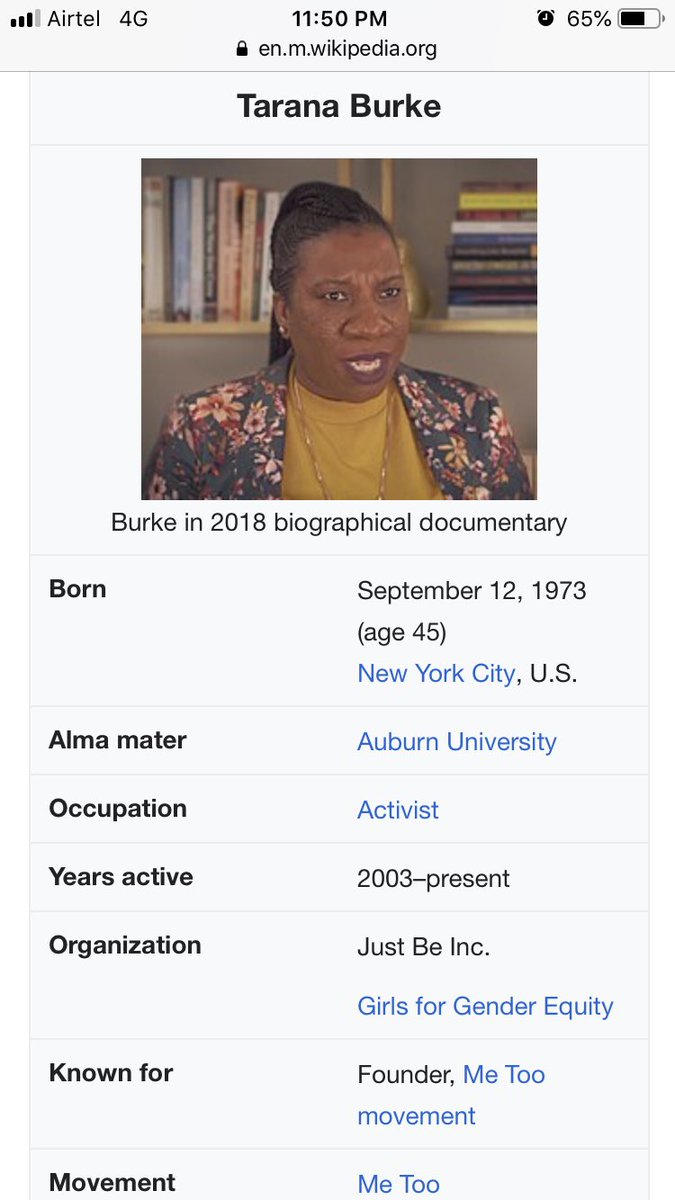 Airtel 4G 11:50 PM 65%
en.m.wikipedia.org
Tarana Burke
Burke in 2018 biographical documentary
Born September 12, 1973
(age 45)
New York City, U.S.
Alma mater Auburn University
Occupation Activist
Years active 2003–present
Organization Just Be Inc.
Girls for Gender Equity
Known for Founder, Me Too
movement
Movement Me Too